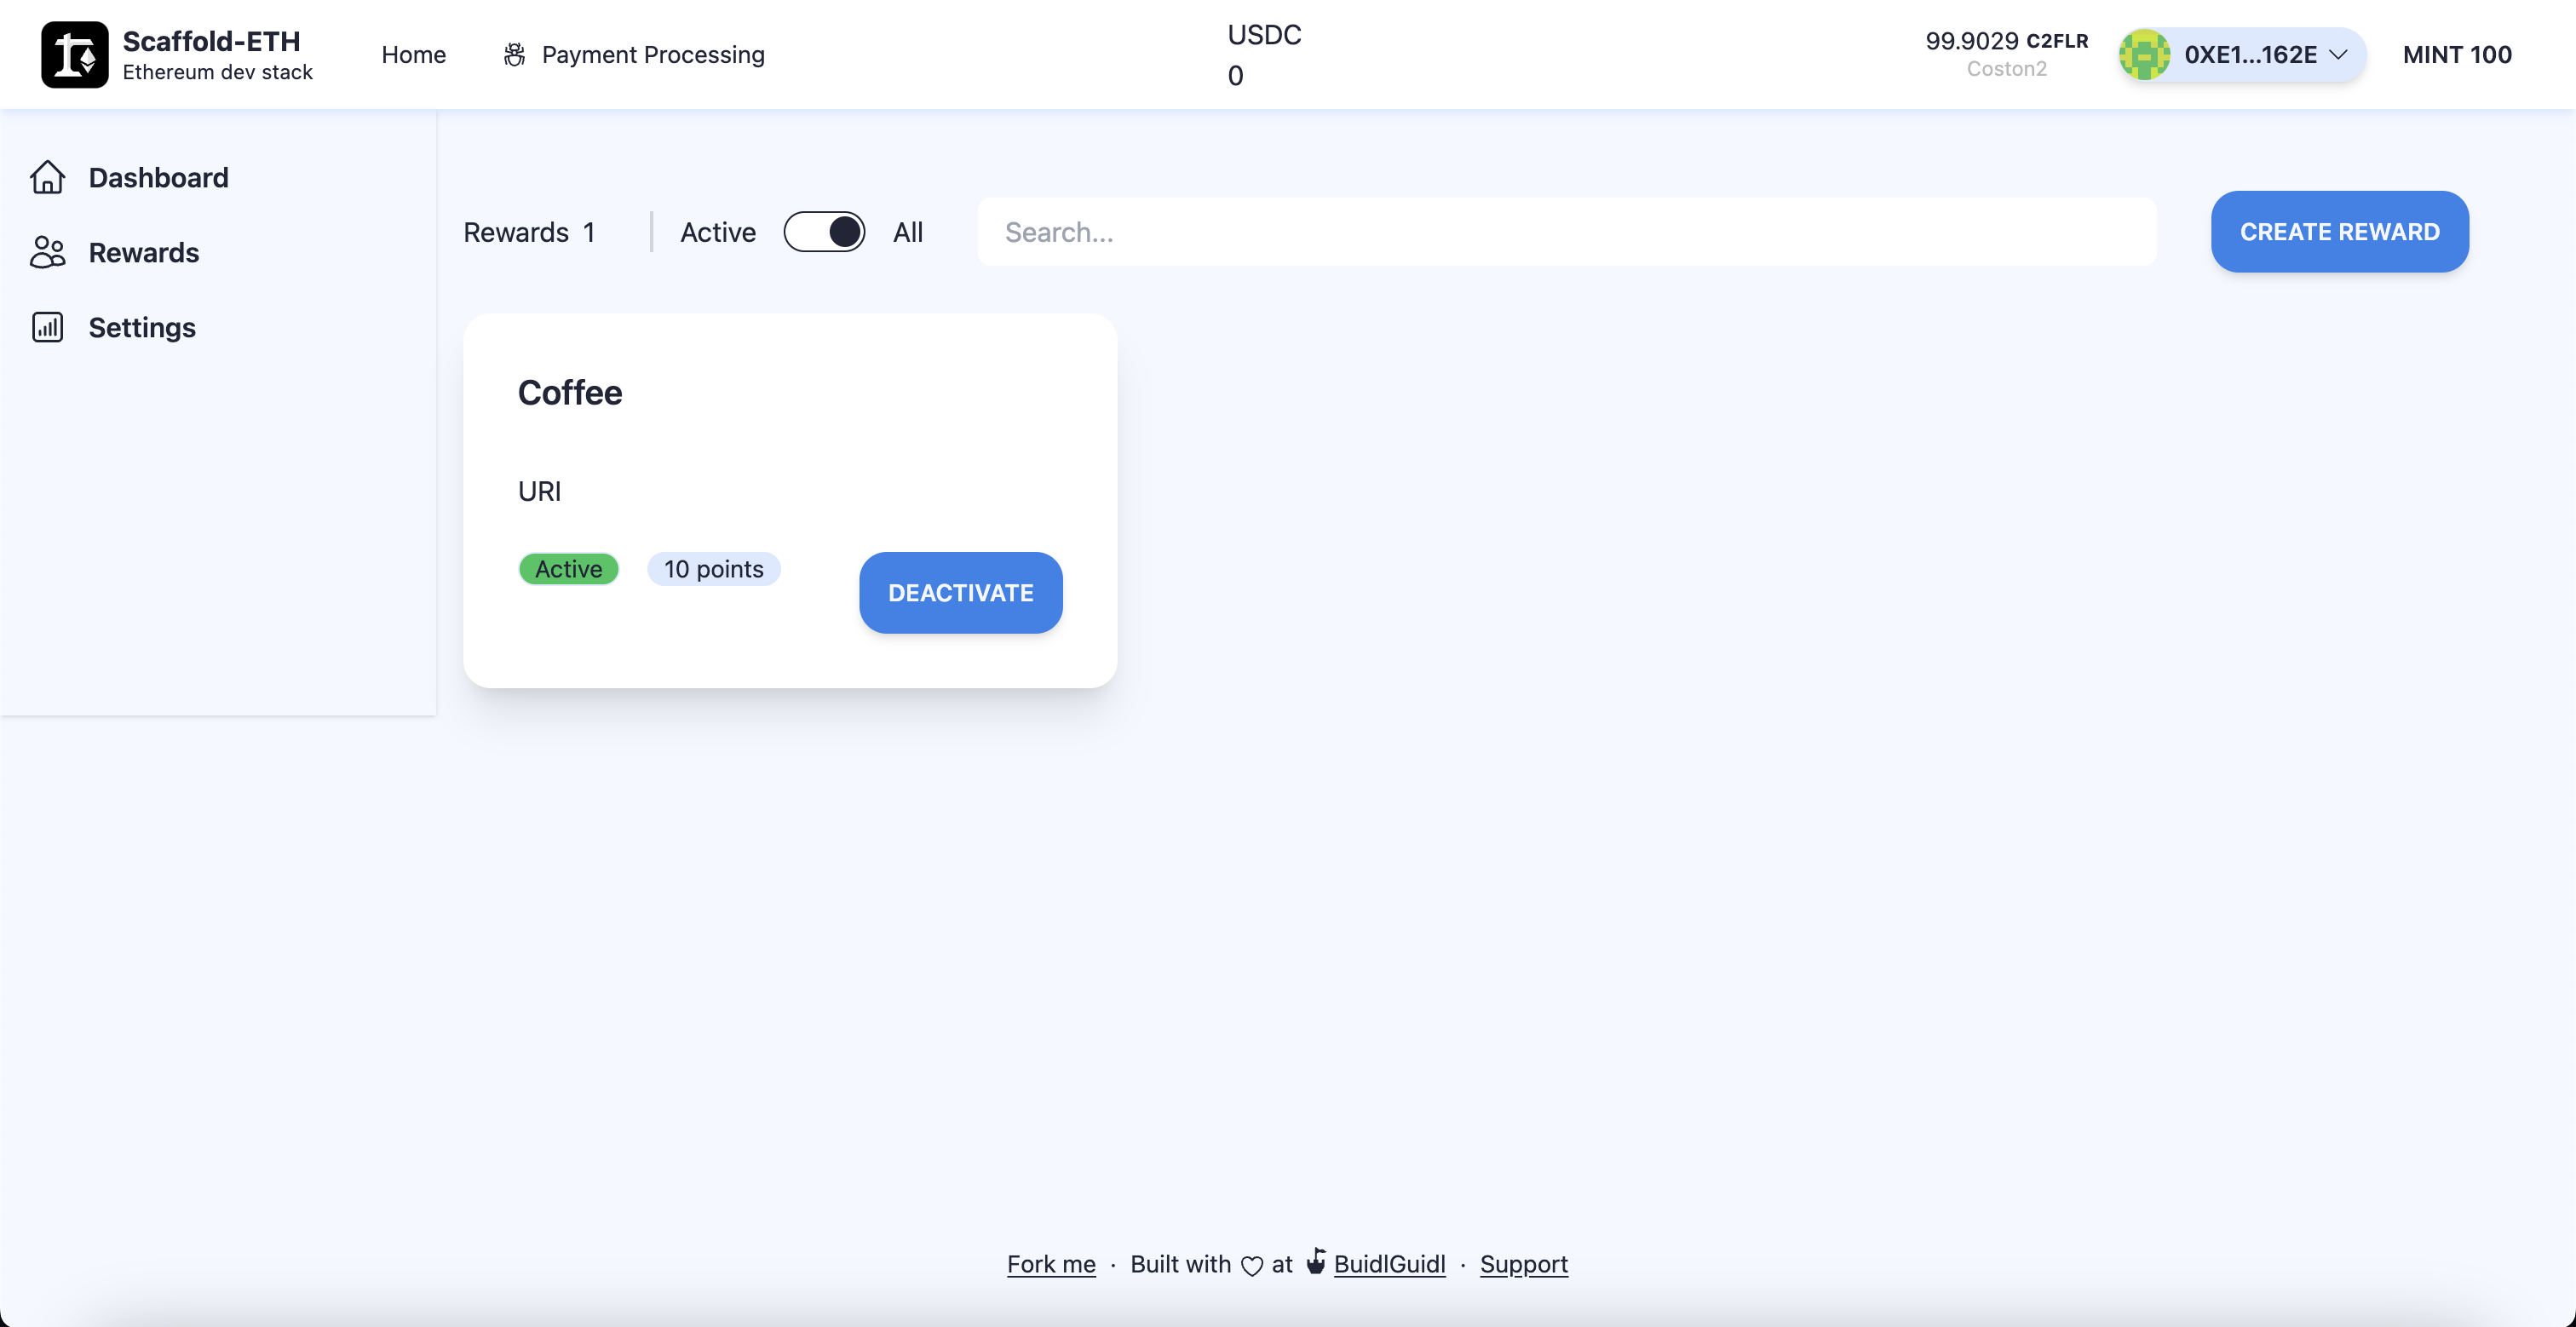 Scaffold-ETH
Ethereum dev stack
Home
Payment Processing
USDC
0
99.9029 C2FLR
Coston2
0XE1...162E
MINT 100
Dashboard
Rewards
Settings
Rewards 1
Active
All
Search...
CREATE REWARD
Coffee
URI
Active
10 points
DEACTIVATE
Fork me · Built with at BuidlGuidl · Support